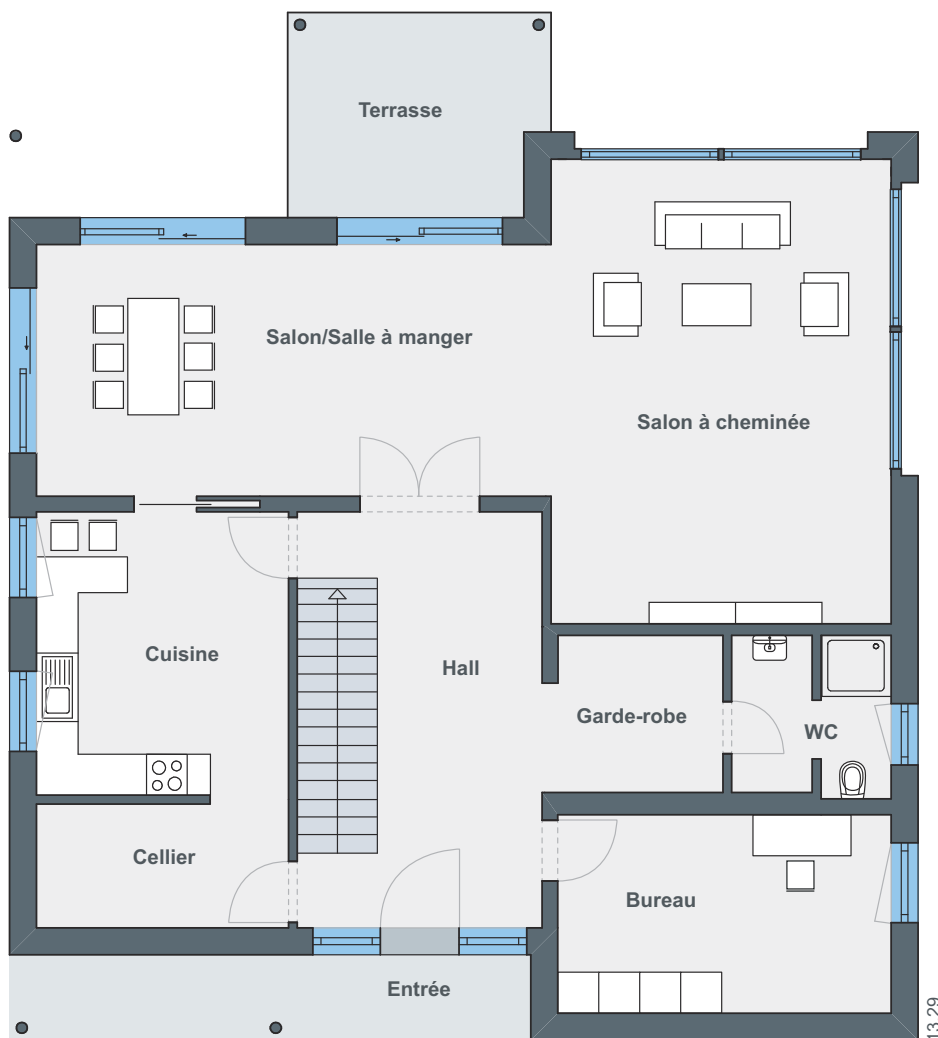 Terrasse
Salon/Salle à manger
Salon à cheminée
Cuisine
Hall
Garde-robe
WC
Cellier
Bureau
Entrée
13.29